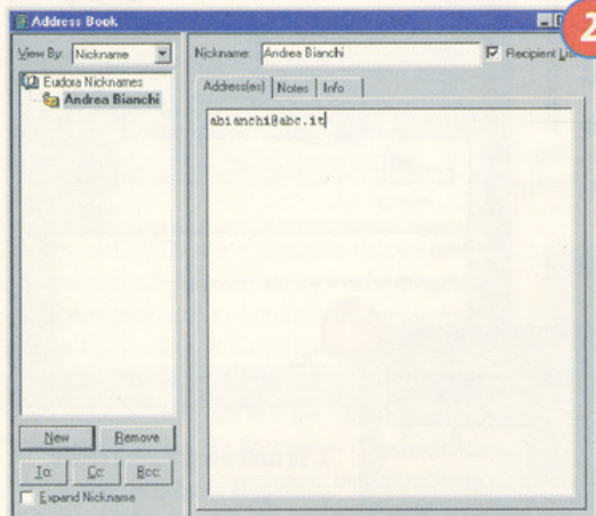 Address Book
2
View By: Nickname
Nickname: Andrea Bianchi
Recipient List
Eudora Nicknames
Andrea Bianchi
Address(es) Notes Info
abianchi@abc.it
New Remove
To: Cc: Bcc:
Expand Nickname